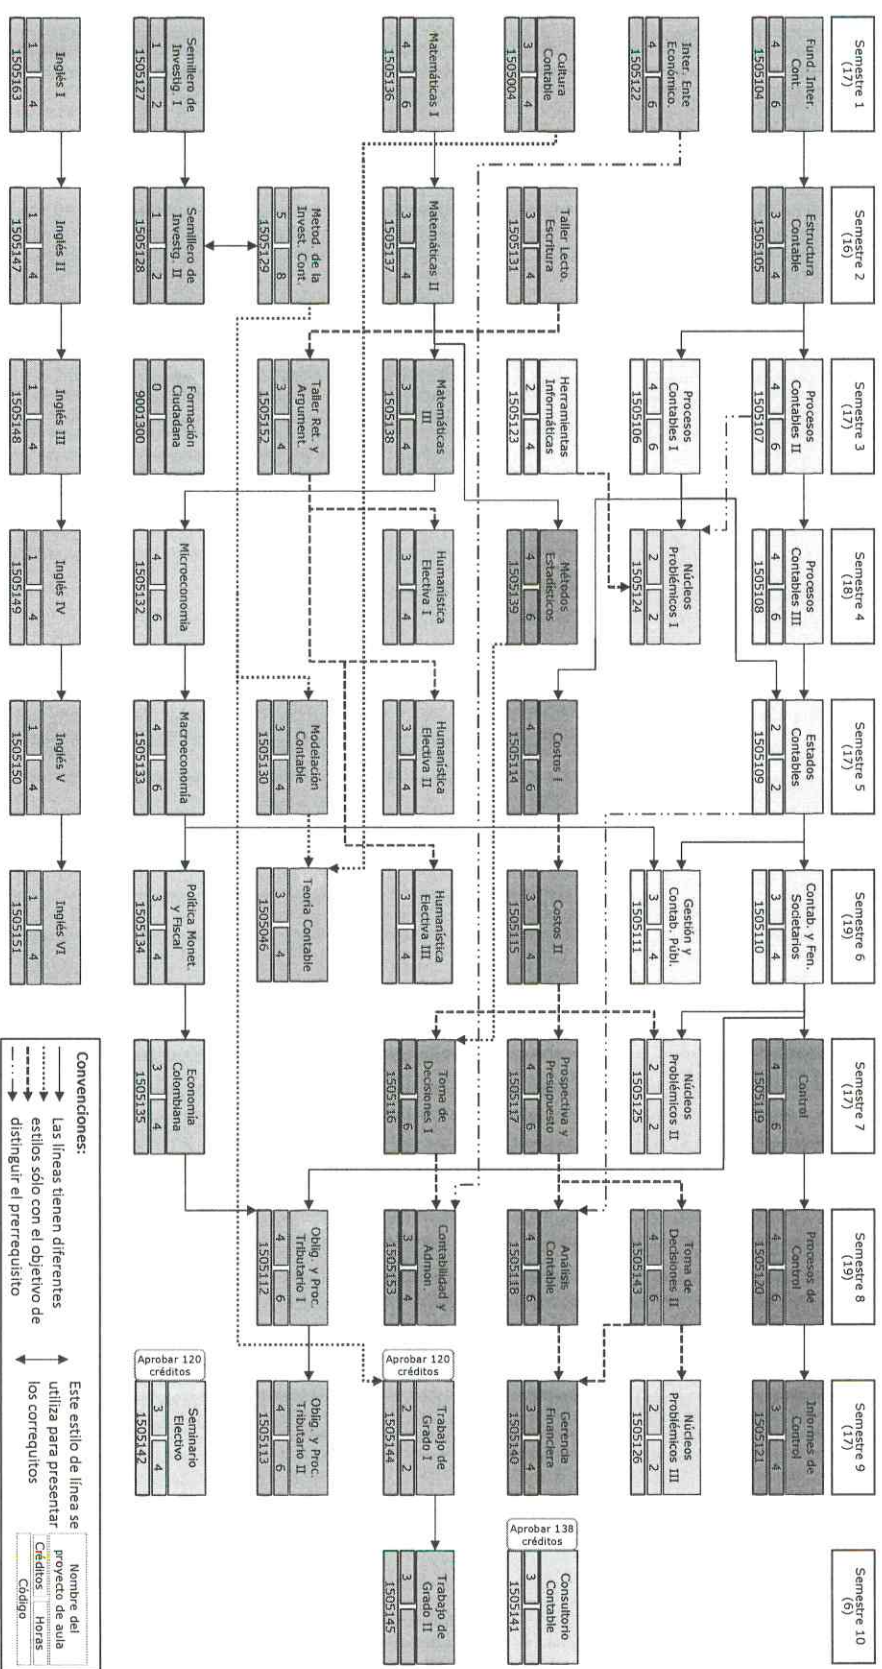 Semestre 1
(17)
Fund. Inter.
Cont.
4 6
1505104
Inter. Ente
Económico.
4 6
1505122
Cultura
Contable
3 4
1505004
Matemáticas I
4 6
1505136
Semillero de
Investig. I
1 2
1505127
Inglés I
1 4
1505163
Semestre 2
(16)
Estructura
Contable
3 4
1505105
Taller Lecto.
Escritura
3 4
1505131
Matemáticas II
3 4
1505137
Metod. de la
Invest. Cont.
5 8
1505129
Semillero de
Investg. II
1 2
1505128
Inglés II
1 4
1505147
Semestre 3
(17)
Procesos
Contables II
4 6
1505107
Procesos
Contables I
4 6
1505106
Herramientas
Informáticas
2 4
1505123
Matemáticas
III
3 4
1505138
Taller Ret. y
Argument.
3 4
1505152
Formación
Ciudadana
0
9001300
Inglés III
1 4
1505148
Semestre 4
(18)
Procesos
Contables III
4 6
1505108
Núcleos
Problémicos I
2 2
1505124
Métodos
Estadísticos
4 6
1505139
Humanística
Electiva I
3 4
Microeconomía
4 6
1505132
Inglés IV
1 4
1505149
Semestre 5
(17)
Estados
Contables
2 2
1505109
Costos I
4 6
1505114
Humanística
Electiva II
3 4
Modelación
Contable
3 4
1505130
Macroeconomía
4 6
1505133
Inglés V
1 4
1505150
Semestre 6
(19)
Contab. y Fen.
Societarios
3 4
1505110
Gestión y
Contab. Públ.
3 4
1505111
Costos II
3 4
1505115
Humanística
Electiva III
3 4
Teoría Contable
3 4
1505046
Política Monet.
y Fiscal
3 4
1505134
Inglés VI
1 4
1505151
Semestre 7
(17)
Control
4 6
1505119
Núcleos
Problémicos II
2 2
1505125
Prospectiva y
Presupuesto
4 6
1505117
Toma de
Decisiones I
4 6
1505116
Economía
Colombiana
3 4
1505135
Semestre 8
(19)
Procesos de
Control
4 6
1505120
Toma de
Decisiones II
4 6
1505143
Análisis
Contable
4 6
1505118
Contabilidad y
Admon
3 4
1505153
Oblig. y Proc.
Tributario I
4 6
1505112
Semestre 9
(17)
Informes de
Control
3 4
1505121
Núcleos
Problémicos III
2 2
1505126
Gerencia
Financiera
3 4
1505140
Aprobar 120
créditos
Trabajo de
Grado I
2 2
1505144
Oblig. y Proc.
Tributario II
4 6
1505113
Aprobar 120
créditos
Seminario
Electivo
3 4
1505142
Semestre 10
(6)
Aprobar 138
créditos
Consultorio
Contable
3
1505141
Trabajo de
Grado II
3
1505145
Convenciones:
Las líneas tienen diferentes
estilos sólo con el objetivo de
distinguir el prerrequisito
Este estilo de línea se
utiliza para presentar
los correquitos
Nombre del
proyecto de aula
Créditos Horas
Código